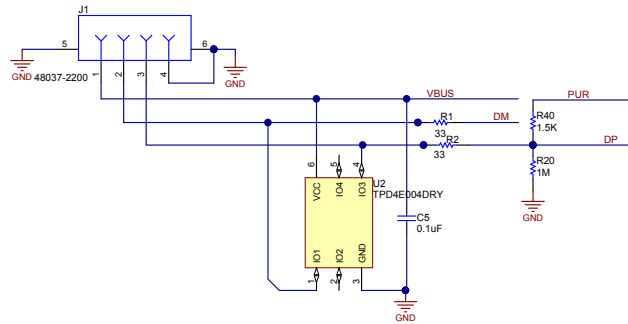 J1
5
6
GND
48037-2200
1
2
3
4
GND
VBUS
PUR
R1
DM
R40
1.5K
33
R2
DP
33
R20
1M
6
5
4
U2
TPD4E004DRY
VCC
IO4
IO3
GND
C5
0.1uF
IO1
IO2
GND
1
2
3
GND